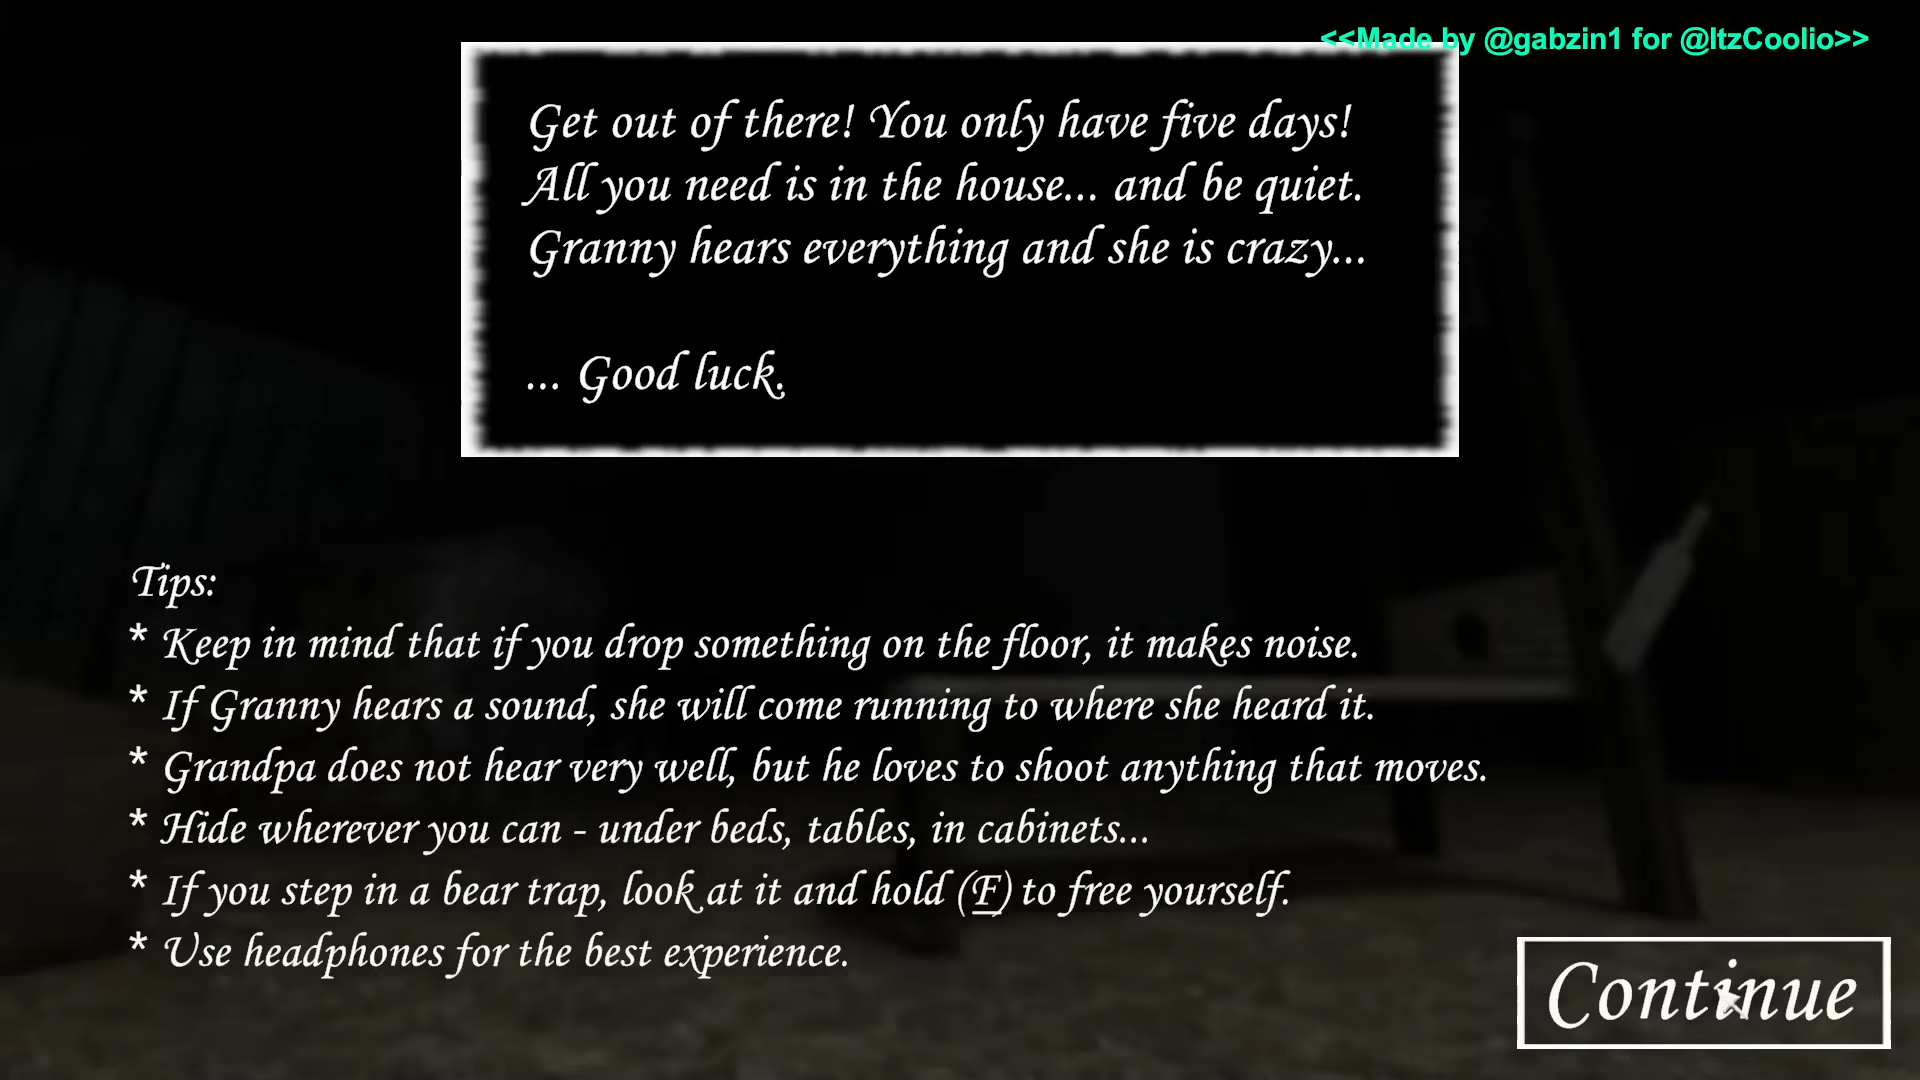 <<Made by @gabzin1 for @ItzCoolio>>
Get out of there! You only have five days!
All you need is in the house... and be quiet.
Granny hears everything and she is crazy...
... Good luck.
Tips:
* Keep in mind that if you drop something on the floor, it makes noise.
* If Granny hears a sound, she will come running to where she heard it.
* Grandpa does not hear very well, but he loves to shoot anything that moves.
* Hide wherever you can - under beds, tables, in cabinets...
* If you step in a bear trap, look at it and hold (F) to free yourself.
* Use headphones for the best experience.
Continue